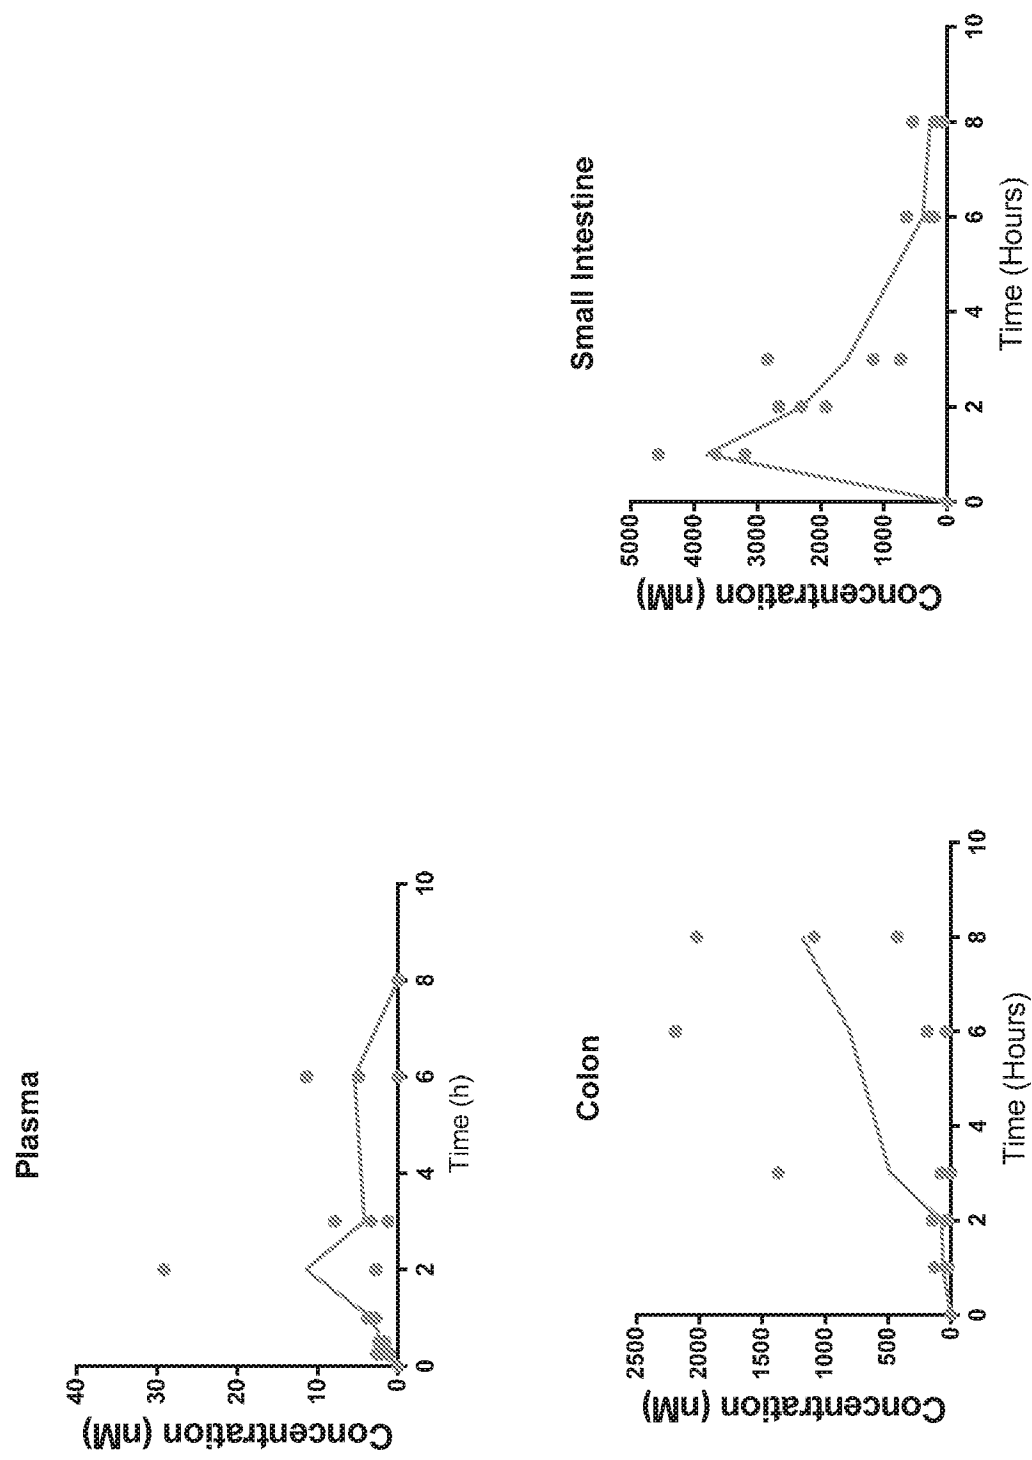 Plasma
Concentration (nM)
40
30
20
10
0
0 2 4 6 8 10
Time (h)
Colon
Concentration (nM)
2500
2000
1500
1000
500
0
0 2 4 6 8 10
Time (Hours)
Small Intestine
Concentration (nM)
5000
4000
3000
2000
1000
0
0 2 4 6 8 10
Time (Hours)